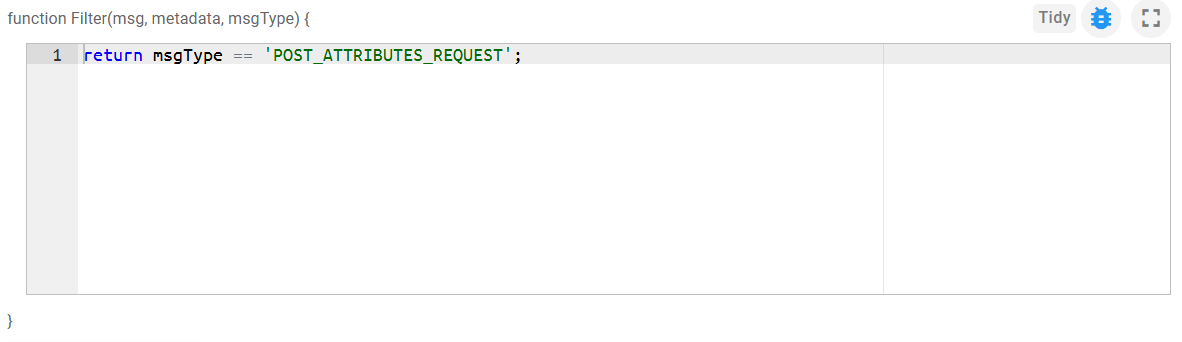 function Filter(msg, metadata, msgType) {
Tidy
1 return msgType == 'POST_ATTRIBUTES_REQUEST';
}